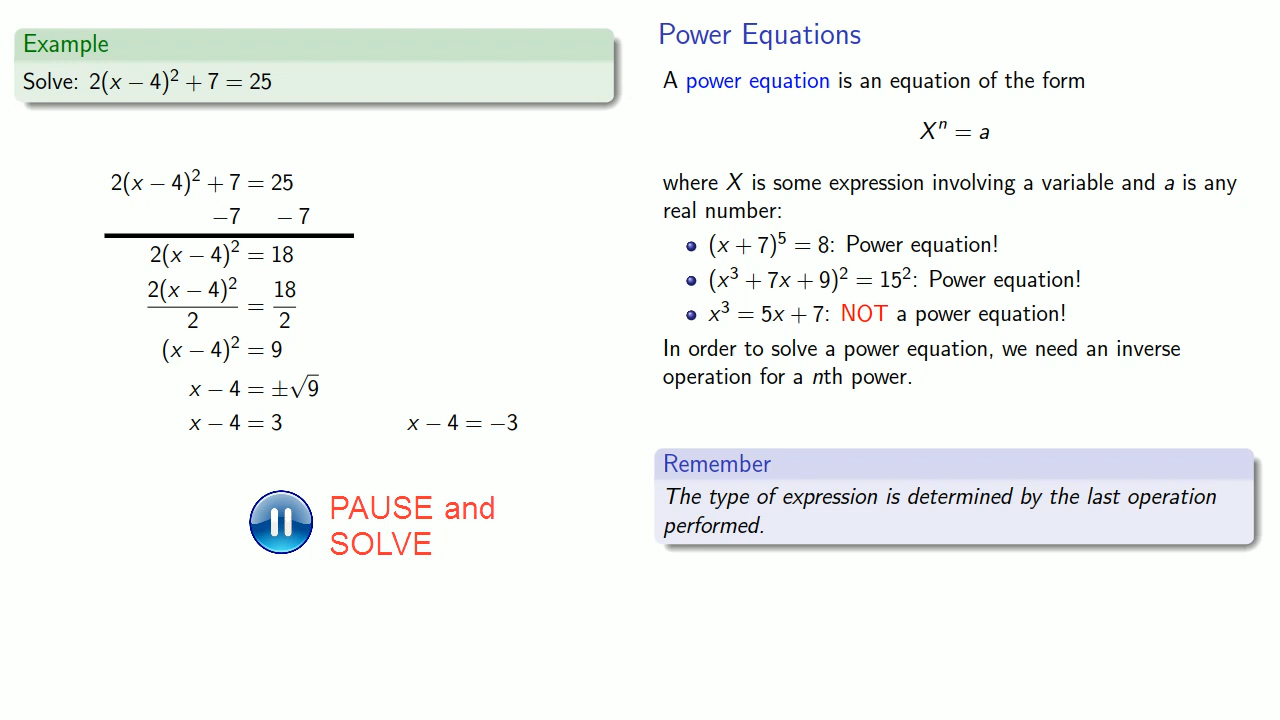 Example
Solve: 2(x − 4)² + 7 = 25
2(x − 4)² + 7 = 25
−7 − 7
2(x − 4)² = 18
2(x − 4)²/2 = 18/2
(x − 4)² = 9
x − 4 = ±√9
x − 4 = 3 x − 4 = −3
PAUSE and
SOLVE
Power Equations
A power equation is an equation of the form
Xⁿ = a
where X is some expression involving a variable and a is any
real number:
(x + 7)⁵ = 8: Power equation!
(x³ + 7x + 9)² = 15²: Power equation!
x³ = 5x + 7: NOT a power equation!
In order to solve a power equation, we need an inverse
operation for a nth power.
Remember
The type of expression is determined by the last operation
performed.